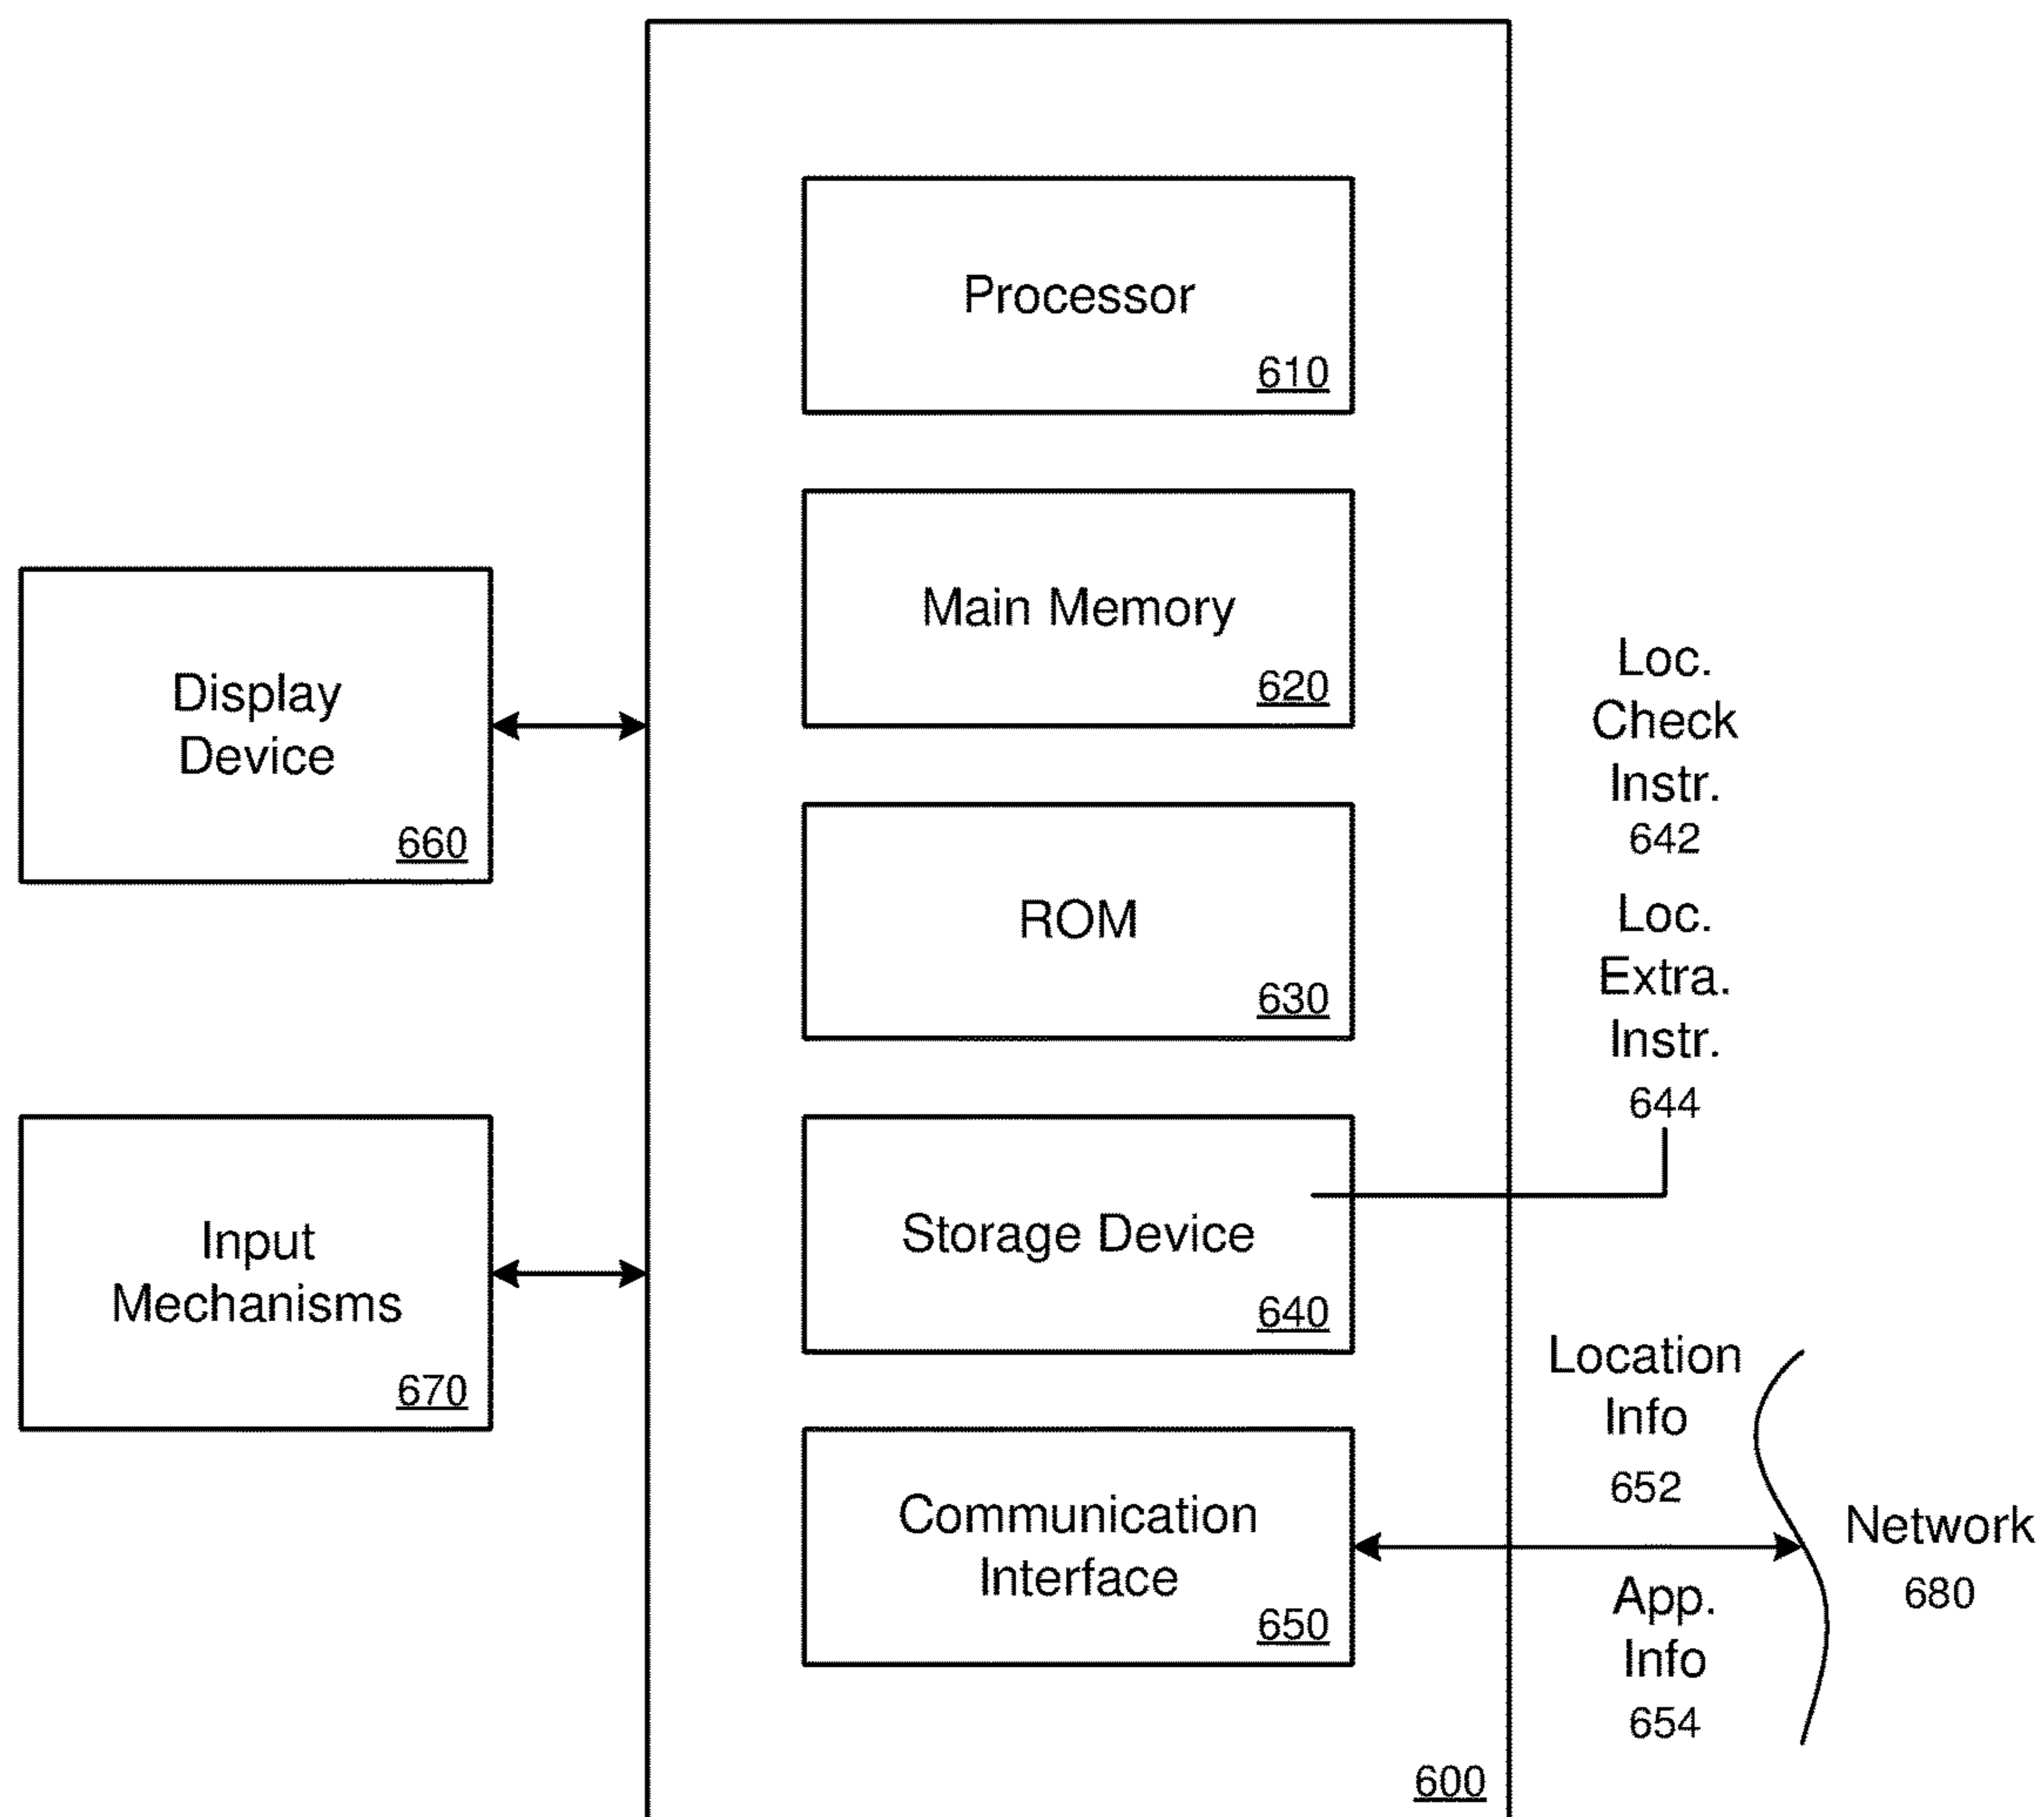 Processor
610
Main Memory
620
Display
Device
660
ROM
630
Loc.
Check
Instr.
642
Loc.
Extra.
Instr.
644
Input
Mechanisms
670
Storage Device
640
Communication
Interface
650
Location
Info
652
App.
Info
654
Network
680
600